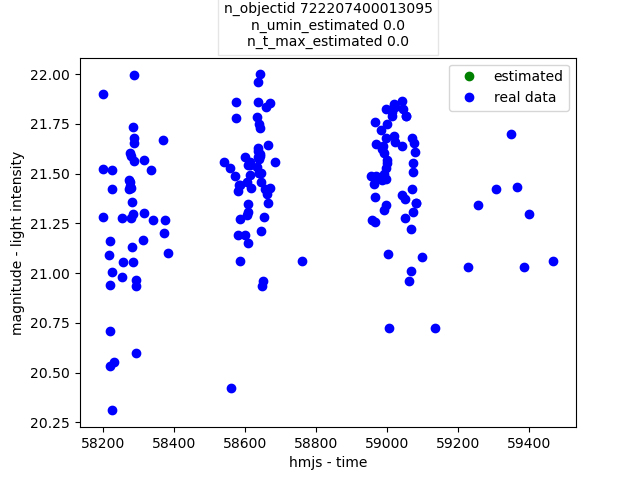 n_objectid 722207400013095
n_umin_estimated 0.0
n_t_max_estimated 0.0
22.00
21.75
21.50
21.25
21.00
20.75
20.50
20.25
magnitude - light intensity
estimated
real data
58200 58400 58600 58800 59000 59200 59400
hmjs - time